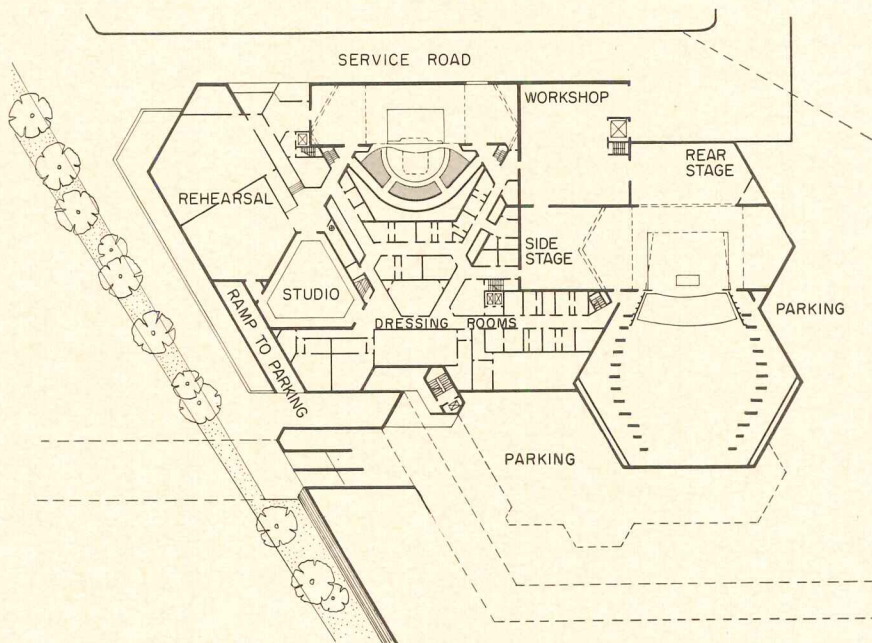 SERVICE ROAD
WORKSHOP
REAR
STAGE
REHEARSAL
SIDE
STAGE
STUDIO
RAMP TO PARKING
DRESSING ROOMS
PARKING
PARKING